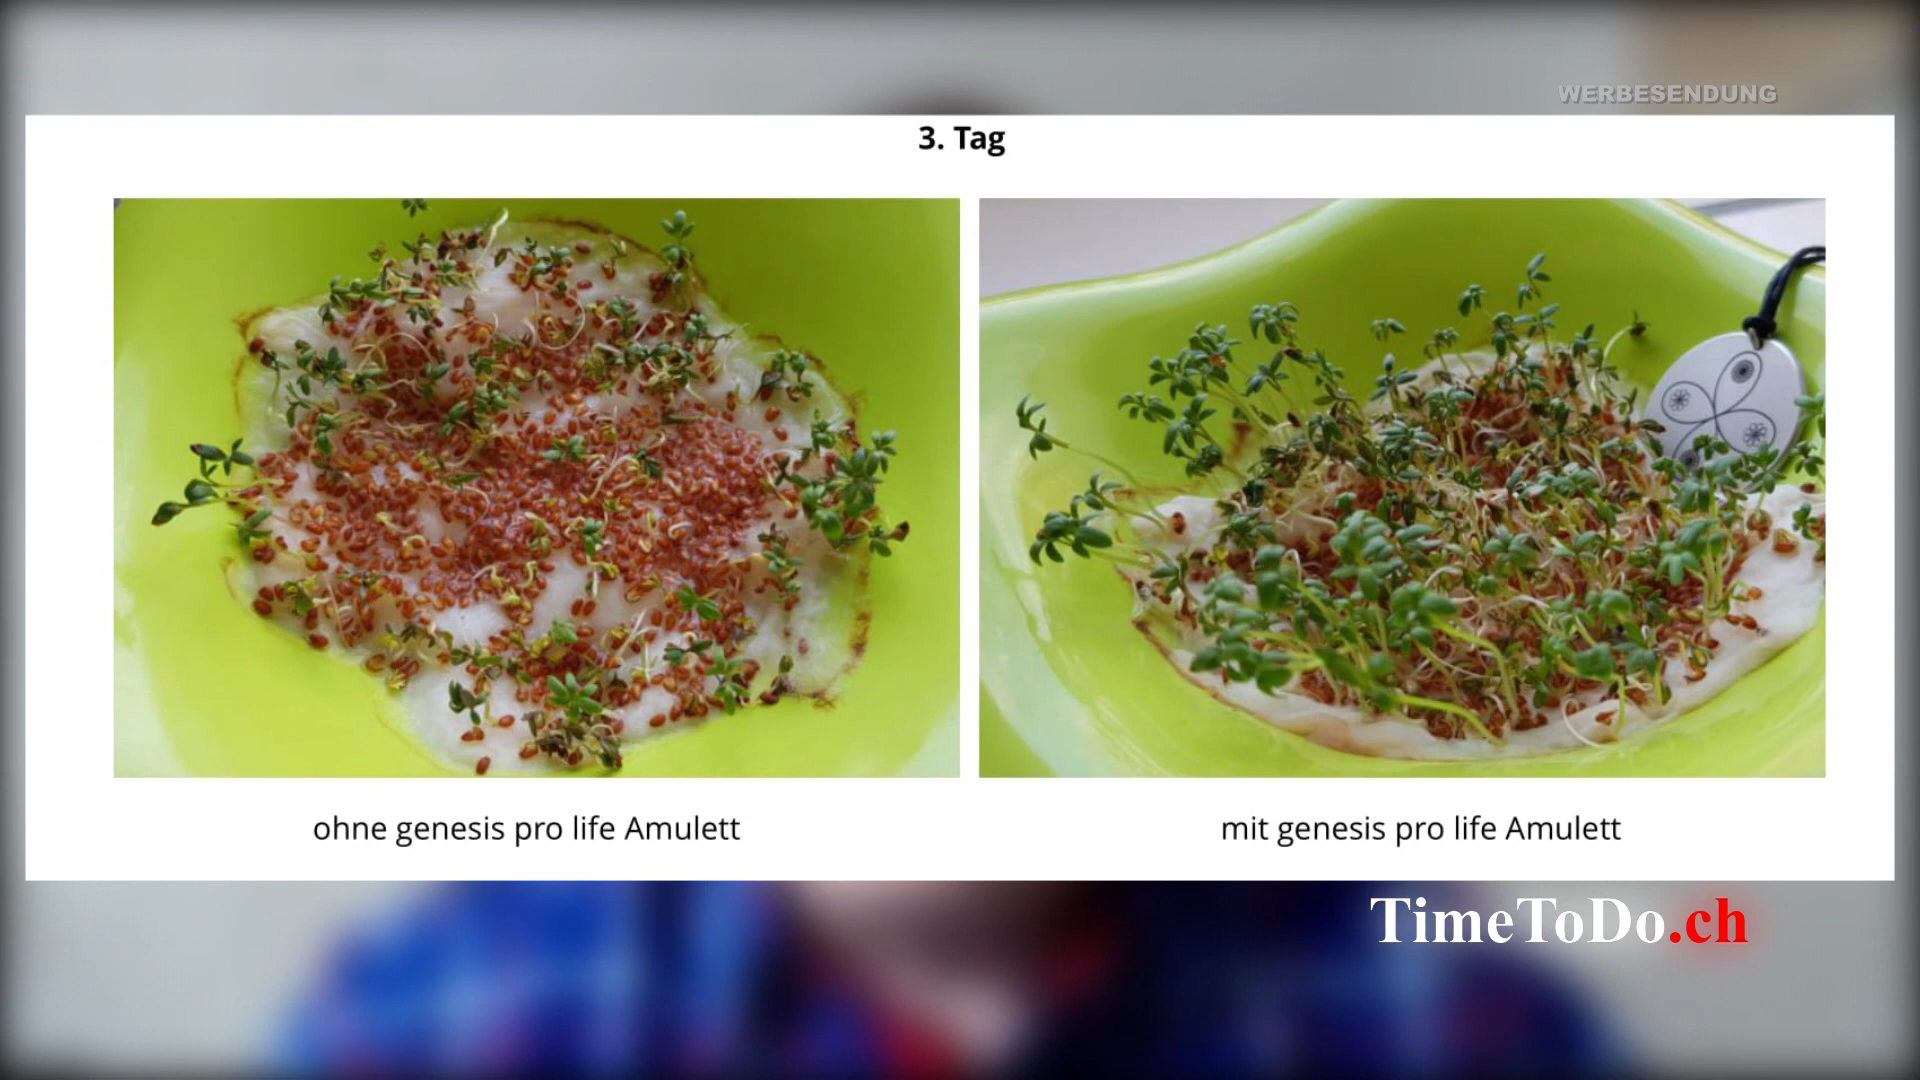 WERBESENDUNG
3. Tag
ohne genesis pro life Amulett
mit genesis pro life Amulett
TimeToDo.ch